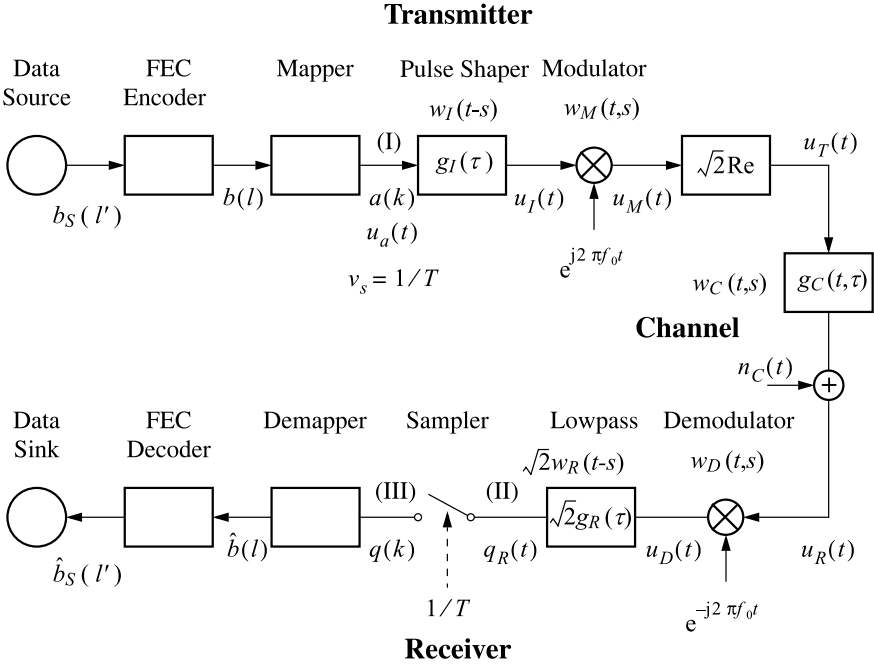 Transmitter
Data Source
FEC Encoder
Mapper
Pulse Shaper
Modulator
w_I(t-s)
w_M(t,s)
(I)
g_I(τ)
√2Re
u_T(t)
b_S(l′)
b(l)
a(k)
u_I(t)
u_M(t)
u_a(t)
e^{j2πf_0t}
v_s = 1/T
w_C(t,s)
g_C(t,τ)
Channel
n_C(t)
+
Data Sink
FEC Decoder
Demapper
Sampler
Lowpass
Demodulator
√2w_R(t-s)
w_D(t,s)
(III)
(II)
√2g_R(τ)
b̂_S(l′)
b̂(l)
q(k)
q_R(t)
u_D(t)
u_R(t)
1/T
e^{-j2πf_0t}
Receiver